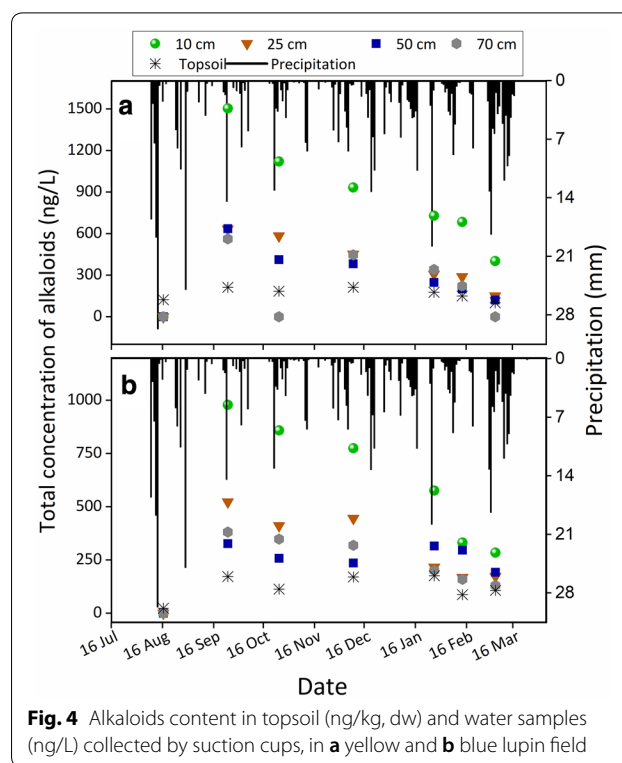 10 cm 25 cm 50 cm 70 cm
Topsoil Precipitation
a
1500
1200
900
600
300
0
0
7
14
21
28
b
1000
750
500
250
0
0
7
14
21
28
Total concentration of alkaloids (ng/L)
Precipitation (mm)
16 Jul 16 Aug 16 Sep 16 Oct 16 Nov 16 Dec 16 Jan 16 Feb 16 Mar
Date
Fig. 4 Alkaloids content in topsoil (ng/kg, dw) and water samples
(ng/L) collected by suction cups, in a yellow and b blue lupin field